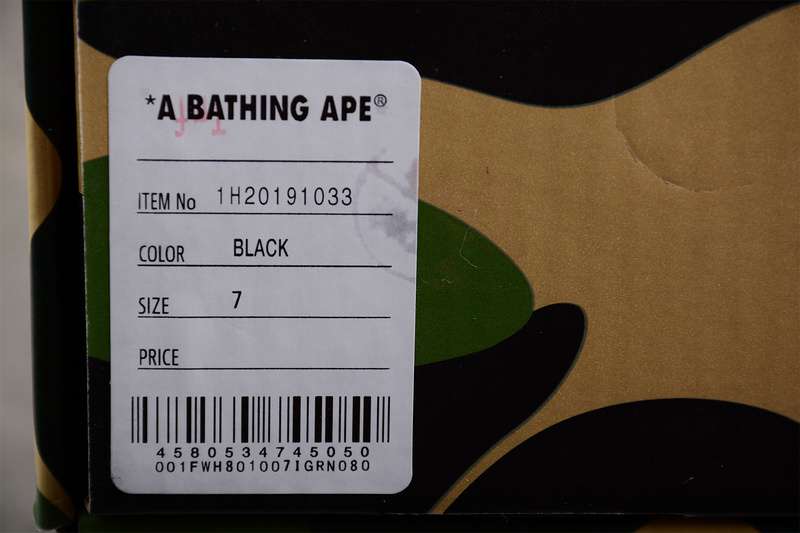 *A BATHING APE®
ITEM No 1H20191033
COLOR BLACK
SIZE 7
PRICE
4580534745050
001FWH801007IGRN080